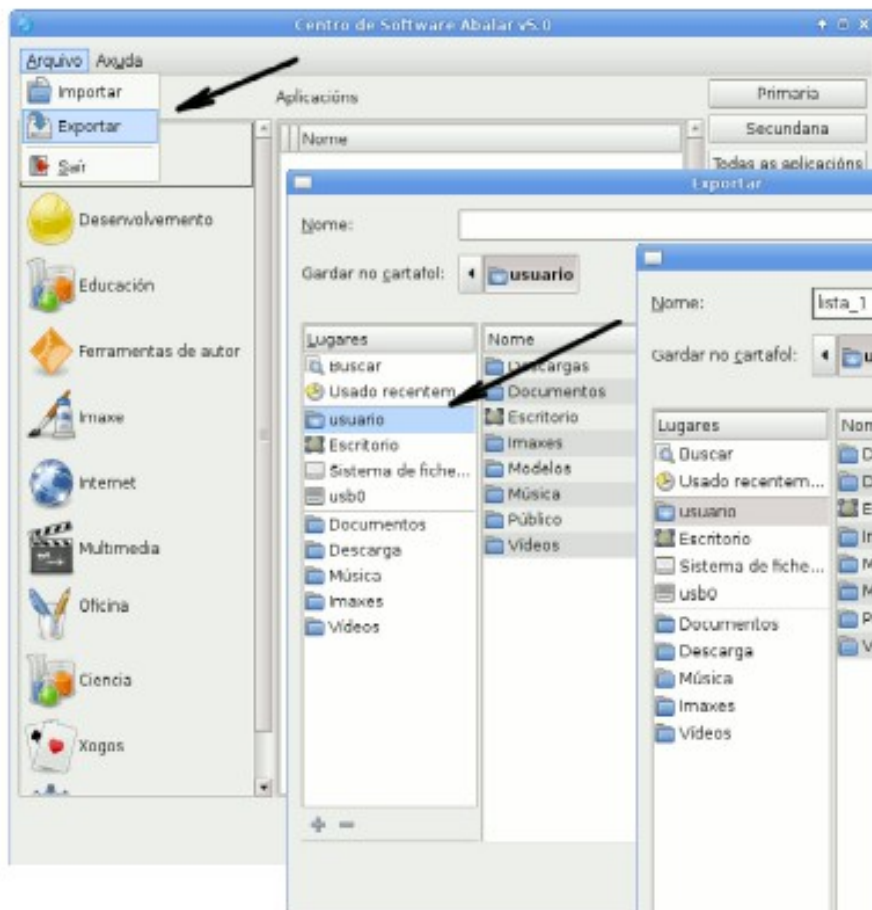 Centro de Software Abalar v5.0
Arquivo Axuda
Importar
Exportar
Saír
Aplicacións
Nome
Primaria
Secundaria
Todas as aplicacións
Desenvolvemento
Educación
Ferramentas de autor
Imaxe
Internet
Multimedia
Oficina
Ciencia
Xogos
Exportar
Nome:
Gardar no cartafol: usuario
Lugares
Buscar
Usado recentem...
usuario
Escritorio
Sistema de fiche...
usb0
Documentos
Descarga
Música
Imaxes
Vídeos
Nome
Descargas
Documentos
Escritorio
Imaxes
Modelos
Música
Público
Vídeos
Nome: lista_1
Gardar no cartafol: u
Lugares
Buscar
Usado recentem...
usuario
Escritorio
Sistema de fiche...
usb0
Documentos
Descarga
Música
Imaxes
Vídeos
Nom
D
D
E
I
M
M
P
V